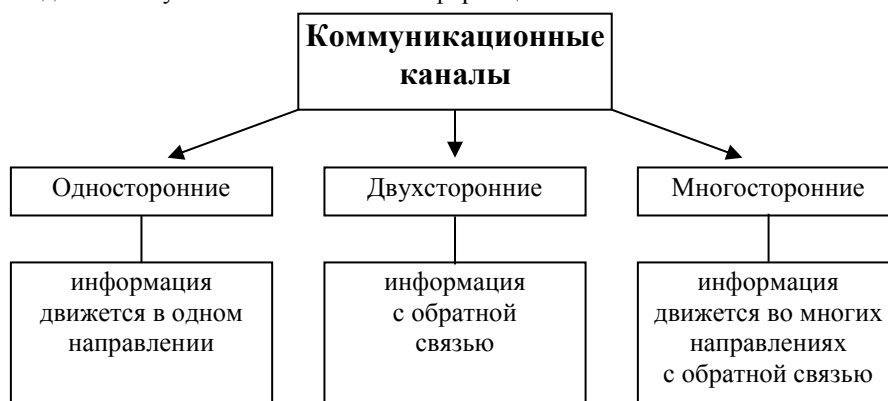 Коммуникационные
каналы
Односторонние
Двухсторонние
Многосторонние
информация
движется в одном
направлении
информация
с обратной
связью
информация
движется во многих
направлениях
с обратной связью